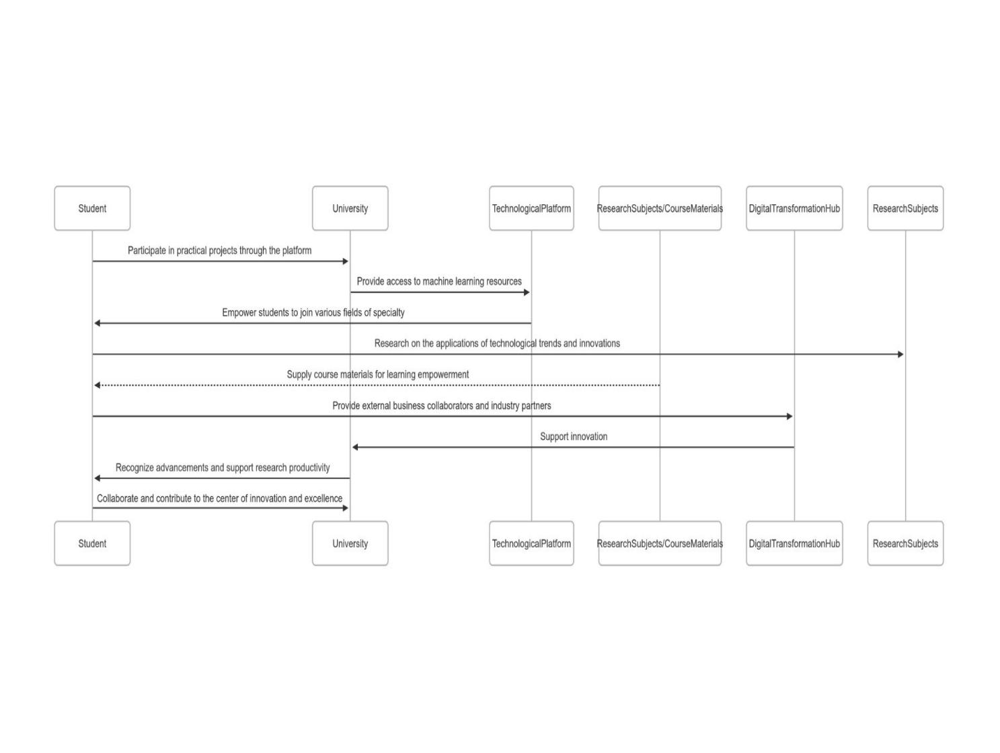 Student
University
TechnologicalPlatform
ResearchSubjects/CourseMaterials
DigitalTransformationHub
ResearchSubjects
Participate in practical projects through the platform
Provide access to machine learning resources
Empower students to join various fields of specialty
Research on the applications of technological trends and innovations
Supply course materials for learning empowerment
Provide external business collaborators and industry partners
Support innovation
Recognize advancements and support research productivity
Collaborate and contribute to the center of innovation and excellence
Student
University
TechnologicalPlatform
ResearchSubjects/CourseMaterials
DigitalTransformationHub
ResearchSubjects